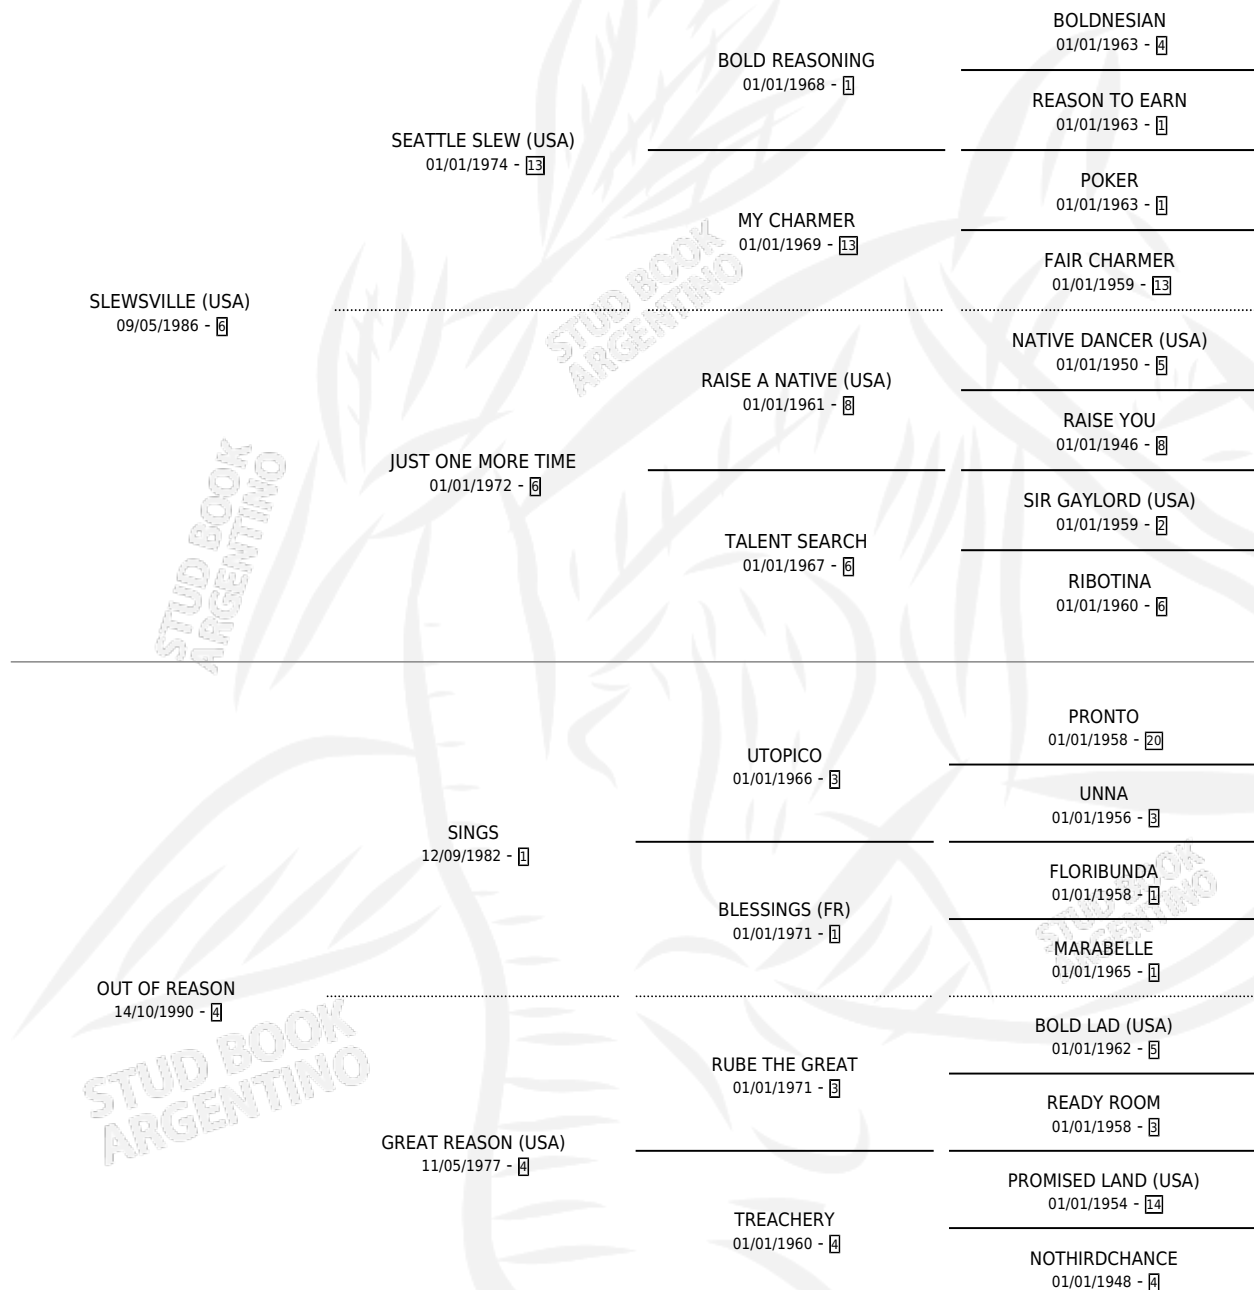 BOLDNESIAN
01/01/1963 - 4
BOLD REASONING
01/01/1968 - 1
REASON TO EARN
01/01/1963 - 1
SEATTLE SLEW (USA)
01/01/1974 - 13
POKER
01/01/1963 - 1
MY CHARMER
01/01/1969 - 13
FAIR CHARMER
01/01/1959 - 13
SLEWSVILLE (USA)
09/05/1986 - 6
NATIVE DANCER (USA)
01/01/1950 - 5
RAISE A NATIVE (USA)
01/01/1961 - 8
RAISE YOU
01/01/1946 - 8
JUST ONE MORE TIME
01/01/1972 - 6
SIR GAYLORD (USA)
01/01/1959 - 2
TALENT SEARCH
01/01/1967 - 6
RIBOTINA
01/01/1960 - 6
PRONTO
01/01/1958 - 20
UTOPICO
01/01/1966 - 3
UNNA
01/01/1956 - 3
SINGS
12/09/1982 - 1
FLORIBUNDA
01/01/1958 - 1
BLESSINGS (FR)
01/01/1971 - 1
MARABELLE
01/01/1965 - 1
OUT OF REASON
14/10/1990 - 4
BOLD LAD (USA)
01/01/1962 - 5
RUBE THE GREAT
01/01/1971 - 3
READY ROOM
01/01/1958 - 3
GREAT REASON (USA)
11/05/1977 - 4
PROMISED LAND (USA)
01/01/1954 - 14
TREACHERY
01/01/1960 - 4
NOTHIRDCHANCE
01/01/1948 - 4
STUD BOOK
ARGENTINO
STUD BOOK
ARGENTINO
STUD BOOK
ARGENTINO
STUD BOOK
ARGENTINO